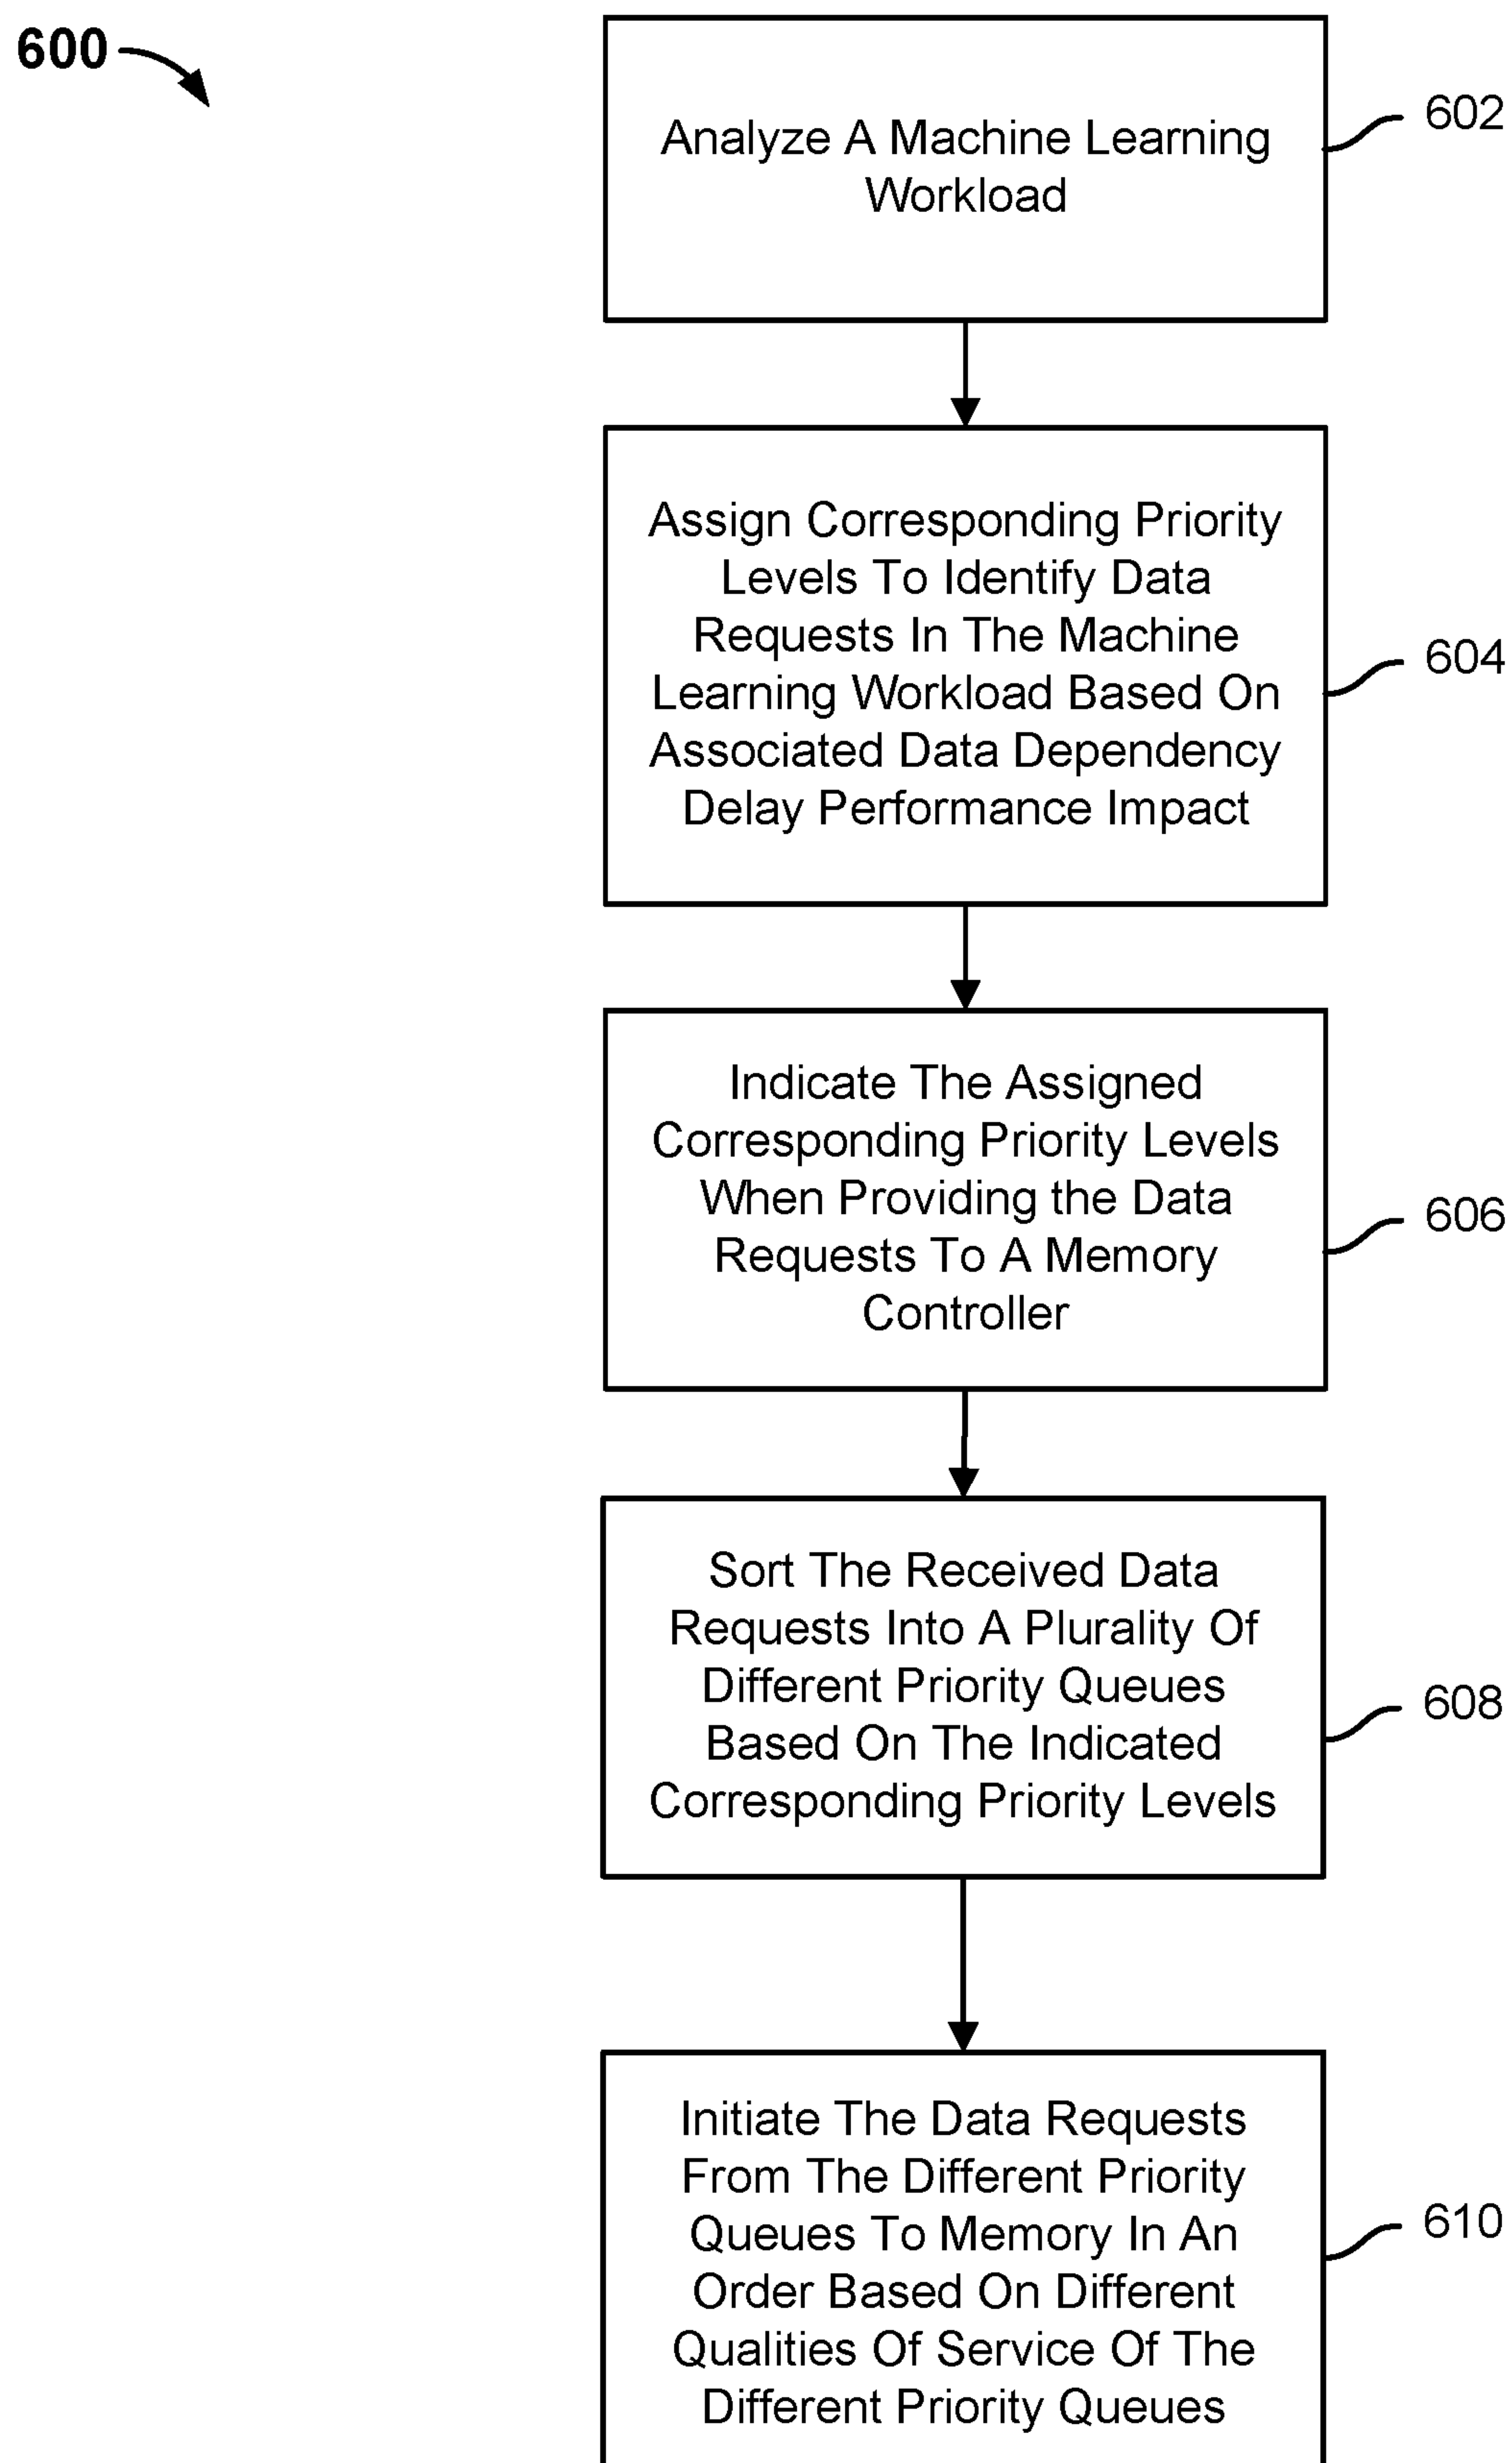 600
Analyze A Machine Learning
Workload
602
Assign Corresponding Priority
Levels To Identify Data
Requests In The Machine
Learning Workload Based On
Associated Data Dependency
Delay Performance Impact
604
Indicate The Assigned
Corresponding Priority Levels
When Providing the Data
Requests To A Memory
Controller
606
Sort The Received Data
Requests Into A Plurality Of
Different Priority Queues
Based On The Indicated
Corresponding Priority Levels
608
Initiate The Data Requests
From The Different Priority
Queues To Memory In An
Order Based On Different
Qualities Of Service Of The
Different Priority Queues
610